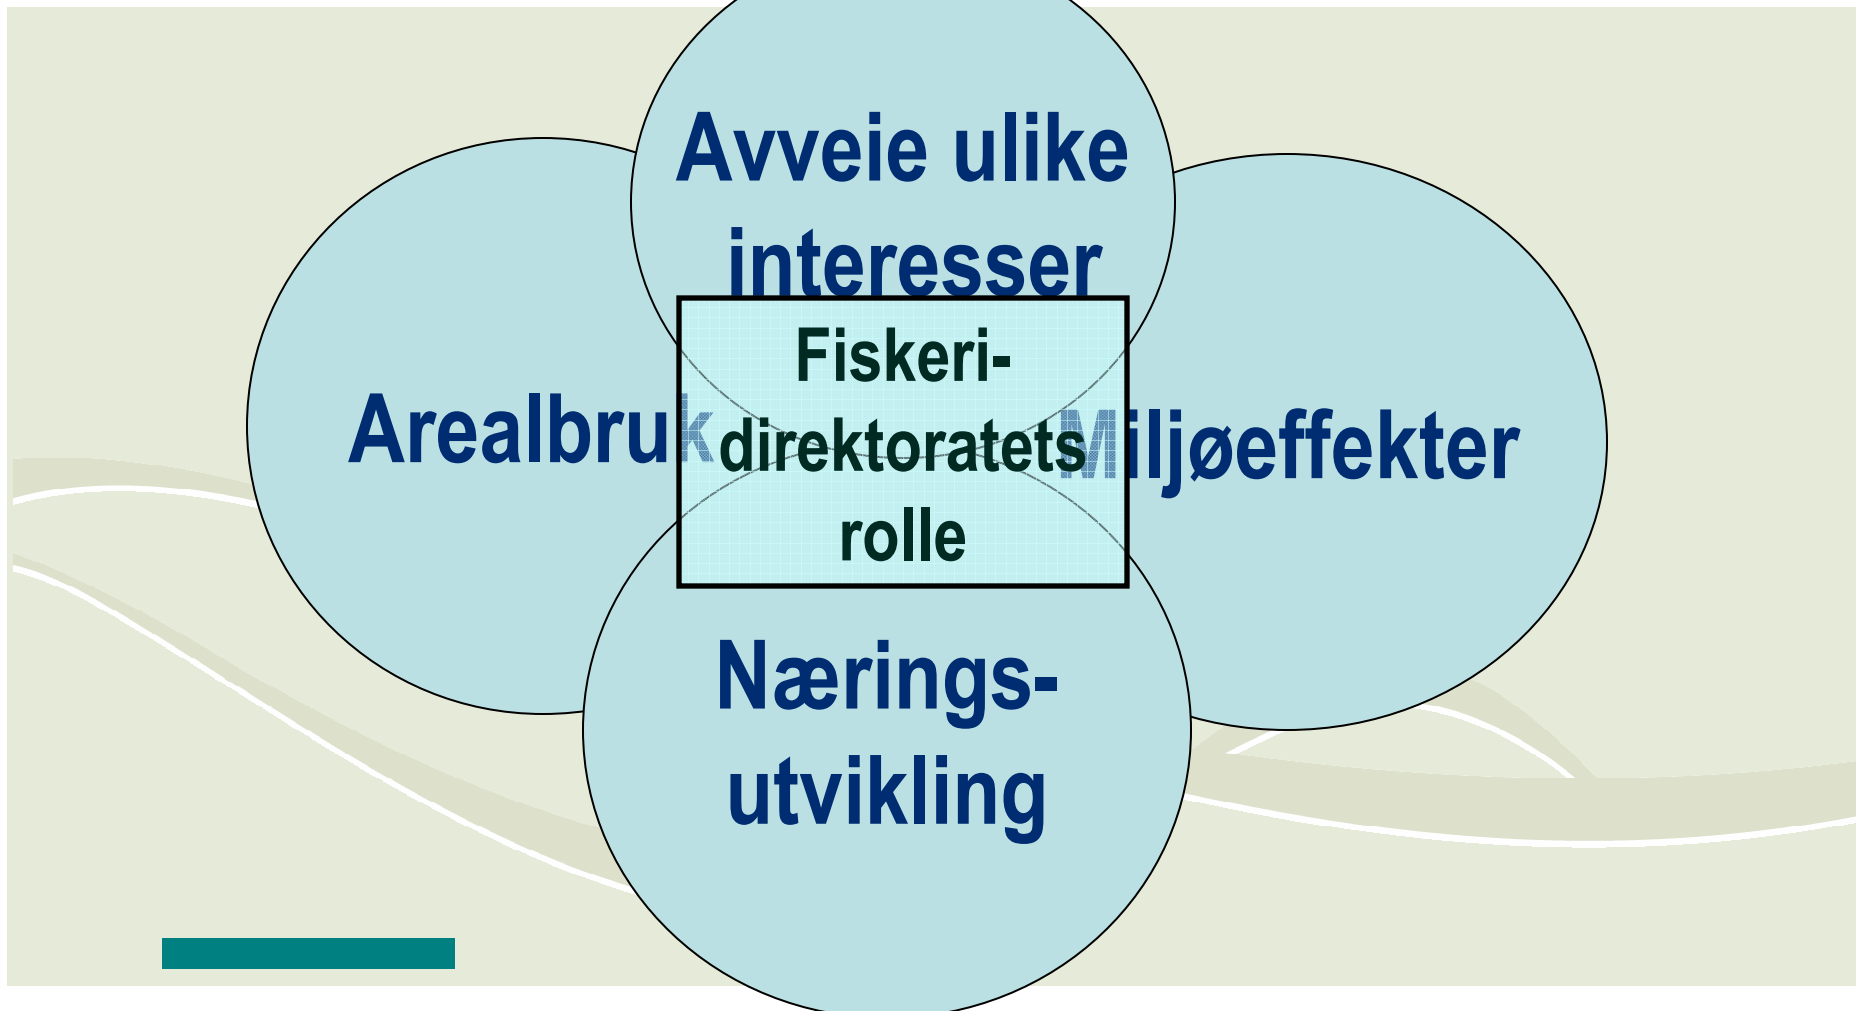 Avveie ulike
interesser
Arealbruk
Fiskeri-
direktoratets
rolle
Miljøeffekter
Nærings-
utvikling